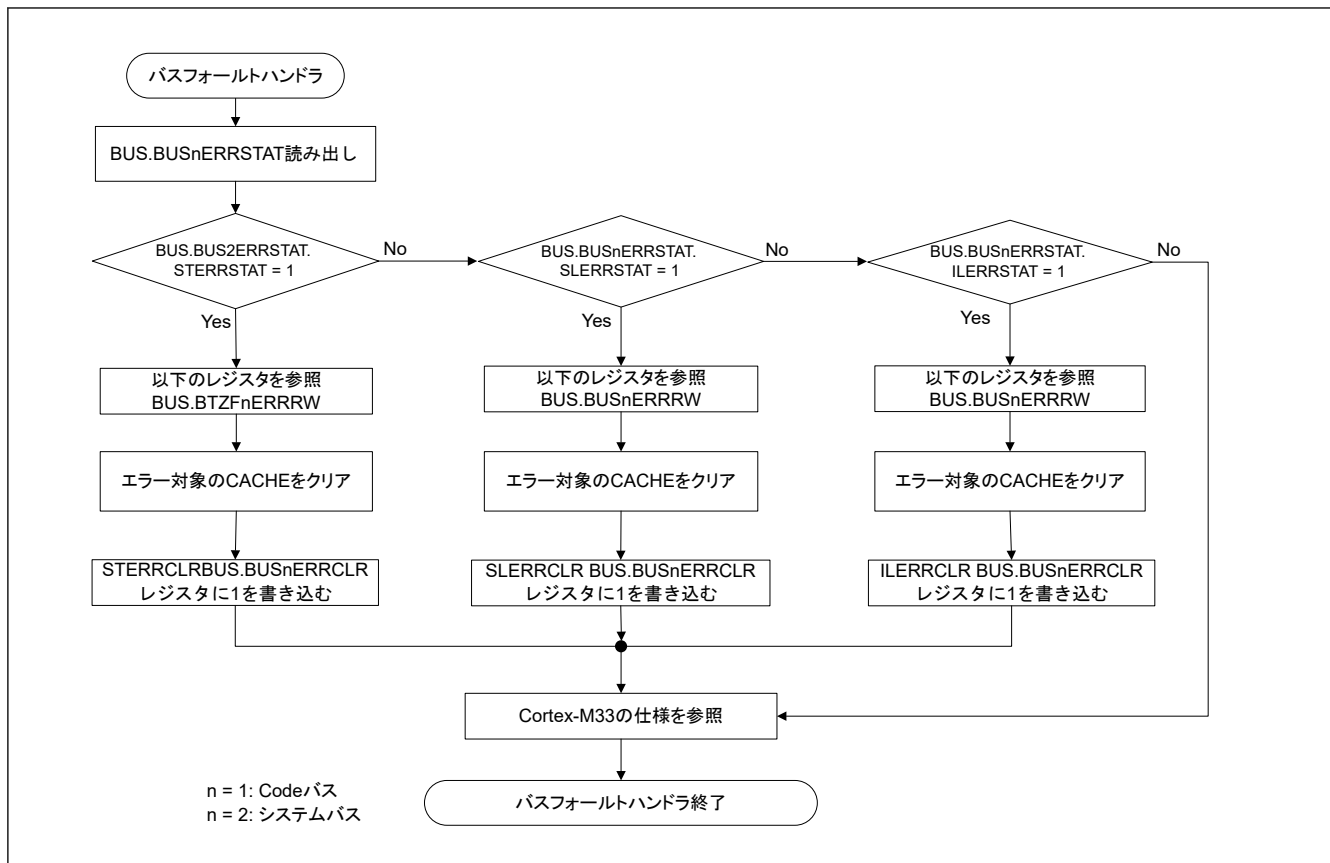 バスフォールトハンドラ
BUS.BUSnERRSTAT読み出し
BUS.BUS2ERRSTAT.
STERRSTAT = 1
No
BUS.BUSnERRSTAT.
SLERRSTAT = 1
No
BUS.BUSnERRSTAT.
ILERRSTAT = 1
No
Yes
Yes
Yes
以下のレジスタを参照
BUS.BTZFnERRRW
以下のレジスタを参照
BUS.BUSnERRRW
以下のレジスタを参照
BUS.BUSnERRRW
エラー対象のCACHEをクリア
エラー対象のCACHEをクリア
エラー対象のCACHEをクリア
STERRCLRBUS.BUSnERRCLR
レジスタに1を書き込む
SLERRCLR BUS.BUSnERRCLR
レジスタに1を書き込む
ILERRCLR BUS.BUSnERRCLR
レジスタに1を書き込む
Cortex-M33の仕様を参照
n = 1: Codeバス
n = 2: システムバス
バスフォールトハンドラ終了